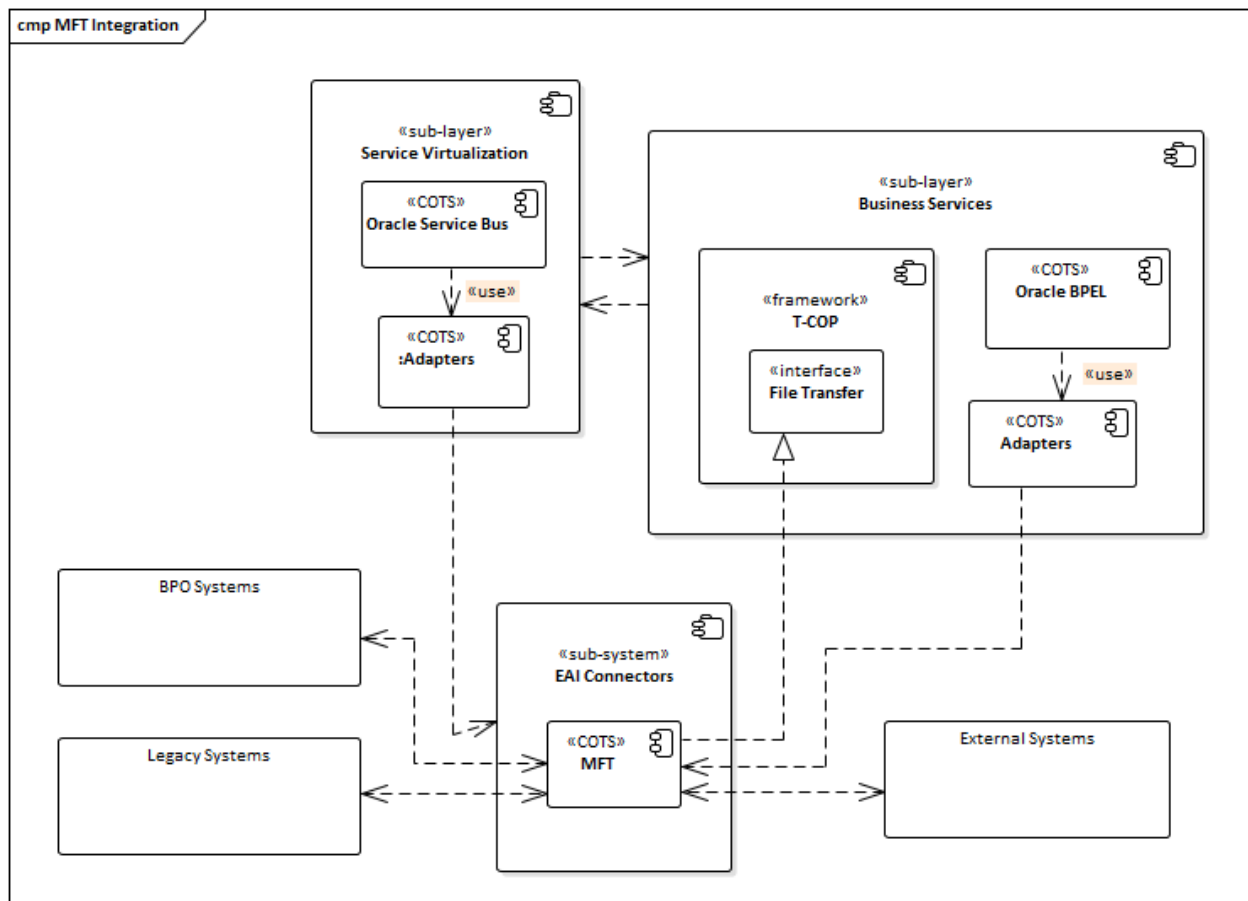 cmp MFT Integration
«sub-layer»
Service Virtualization
«COTS»
Oracle Service Bus
«use»
«COTS»
:Adapters
«sub-layer»
Business Services
«framework»
T-COP
«interface»
File Transfer
«COTS»
Oracle BPEL
«use»
«COTS»
Adapters
BPO Systems
Legacy Systems
«sub-system»
EAI Connectors
«COTS»
MFT
External Systems